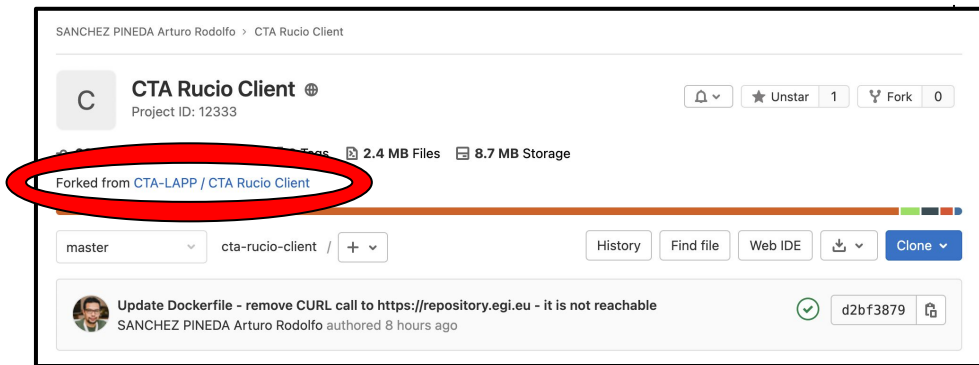 SANCHEZ PINEDA Arturo Rodolfo > CTA Rucio Client
C
CTA Rucio Client
Project ID: 12333
Unstar 1 Fork 0
Tags 2.4 MB Files 8.7 MB Storage
Forked from CTA-LAPP / CTA Rucio Client
master cta-rucio-client / + History Find file Web IDE Clone
Update Dockerfile - remove CURL call to https://repository.egi.eu - it is not reachable
SANCHEZ PINEDA Arturo Rodolfo authored 8 hours ago
d2bf3879